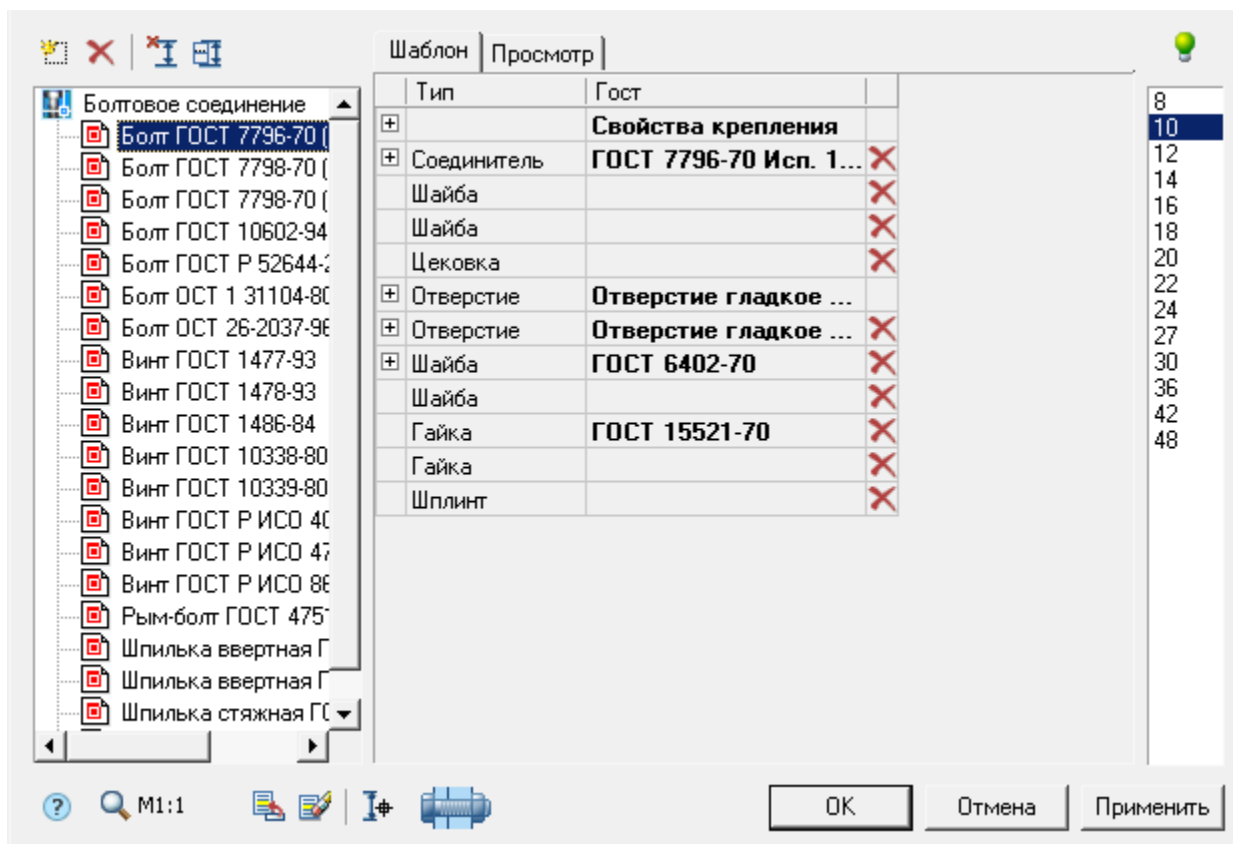 Шаблон
Просмотр
Болтовое соединение
Болт ГОСТ 7796-70 (
Болт ГОСТ 7798-70 (
Болт ГОСТ 7798-70 (
Болт ГОСТ 10602-94
Болт ГОСТ Р 52644-2
Болт ОСТ 1 31104-80
Болт ОСТ 26-2037-96
Винт ГОСТ 1477-93
Винт ГОСТ 1478-93
Винт ГОСТ 1486-84
Винт ГОСТ 10338-80
Винт ГОСТ 10339-80
Винт ГОСТ Р ИСО 40
Винт ГОСТ Р ИСО 47
Винт ГОСТ Р ИСО 86
Рым-болт ГОСТ 4751
Шпилька ввертная Г
Шпилька ввертная Г
Шпилька стяжная ГО
Тип Гост
Свойства крепления
Соединитель ГОСТ 7796-70 Исп. 1...
Шайба
Шайба
Цековка
Отверстие Отверстие гладкое ...
Отверстие Отверстие гладкое ...
Шайба ГОСТ 6402-70
Шайба
Гайка ГОСТ 15521-70
Гайка
Шплинт
8
10
12
14
16
18
20
22
24
27
30
36
42
48
М1:1
OK
Отмена
Применить